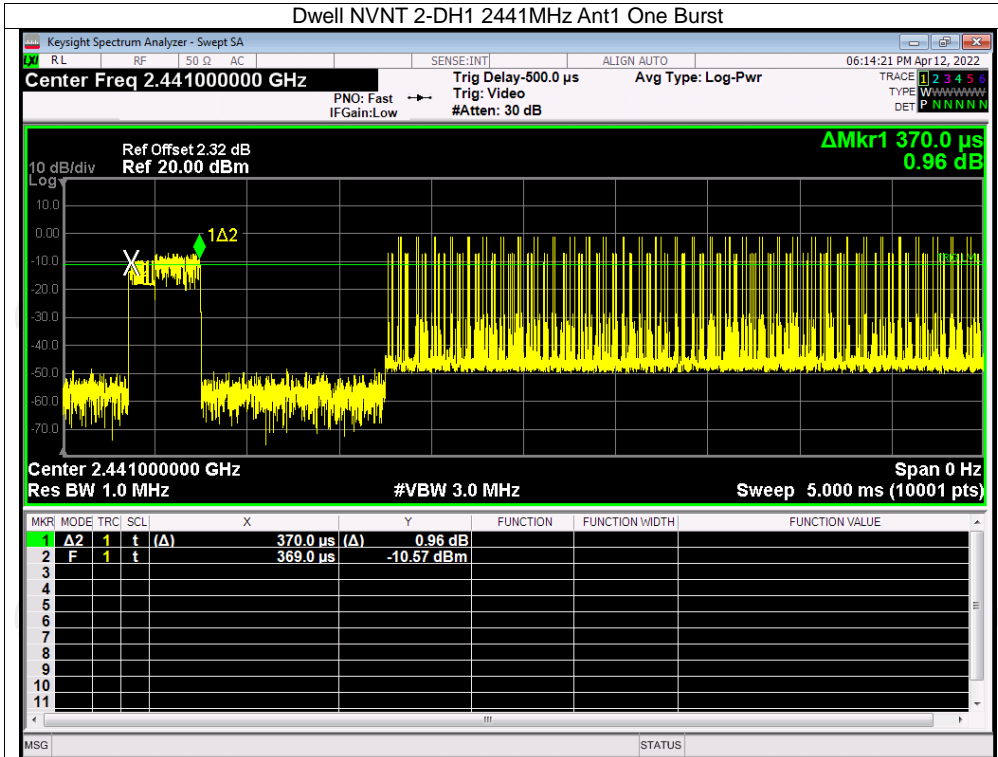 Dwell NVNT 2-DH1 2441MHz Ant1 One Burst
Keysight Spectrum Analyzer - Swept SA
LXI RL RF 50 Ω AC SENSE:INT ALIGN AUTO 06:14:21 PM Apr 12, 2022
Center Freq 2.441000000 GHz
PNO: Fast
IFGain:Low
Trig Delay-500.0 µs
Trig: Video
#Atten: 30 dB
Avg Type: Log-Pwr
TRACE 1 2 3 4 5 6
TYPE WWWWWWW
DET P N N N N N
ΔMkr1 370.0 µs
0.96 dB
Ref Offset 2.32 dB
10 dB/div Ref 20.00 dBm
Log
10.0
0.00
1Δ2
-10.0
-20.0
-30.0
-40.0
-50.0
-60.0
-70.0
Center 2.441000000 GHz Span 0 Hz
Res BW 1.0 MHz #VBW 3.0 MHz Sweep 5.000 ms (10001 pts)
MKR MODE TRC SCL X Y FUNCTION FUNCTION WIDTH FUNCTION VALUE
1 Δ2 1 t (Δ) 370.0 µs (Δ) 0.96 dB
2 F 1 t 369.0 µs -10.57 dBm
3
4
5
6
7
8
9
10
11
MSG STATUS